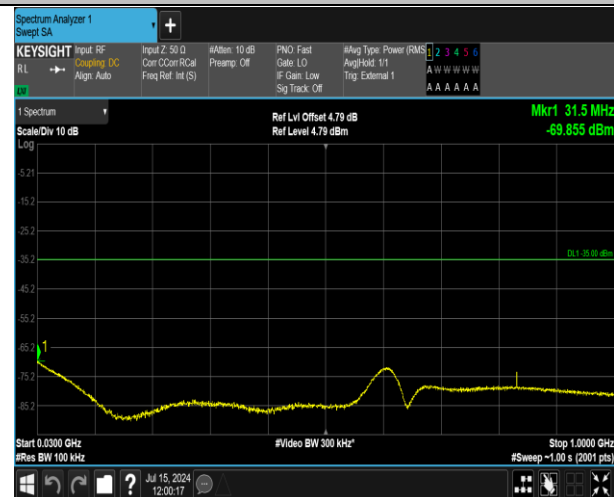 Spectrum Analyzer 1
Swept SA
+
KEYSIGHT
RL
Input: RF
Coupling: DC
Align: Auto
Input Z: 50 Ω
Corr CCorr RCal
Freq Ref: Int (S)
#Atten: 10 dB
Preamp: Off
PNO: Fast
Gate: LO
IF Gain: Low
Sig Track: Off
#Avg Type: Power (RMS
Avg|Hold: 1/1
Trig: External 1
1 2 3 4 5 6
A W W W W W
A A A A A A
1 Spectrum
Scale/Div 10 dB
Log
Ref Lvl Offset 4.79 dB
Ref Level 4.79 dBm
Mkr1 31.5 MHz
-69.855 dBm
-5.21
-15.2
-25.2
-35.2
DL1 -35.00 dBm
-45.2
-55.2
-65.2
1
-75.2
-85.2
Start 0.0300 GHz
#Video BW 300 kHz*
Stop 1.0000 GHz
#Res BW 100 kHz
#Sweep ~1.00 s (2001 pts)
?
Jul 15, 2024
12:00:17